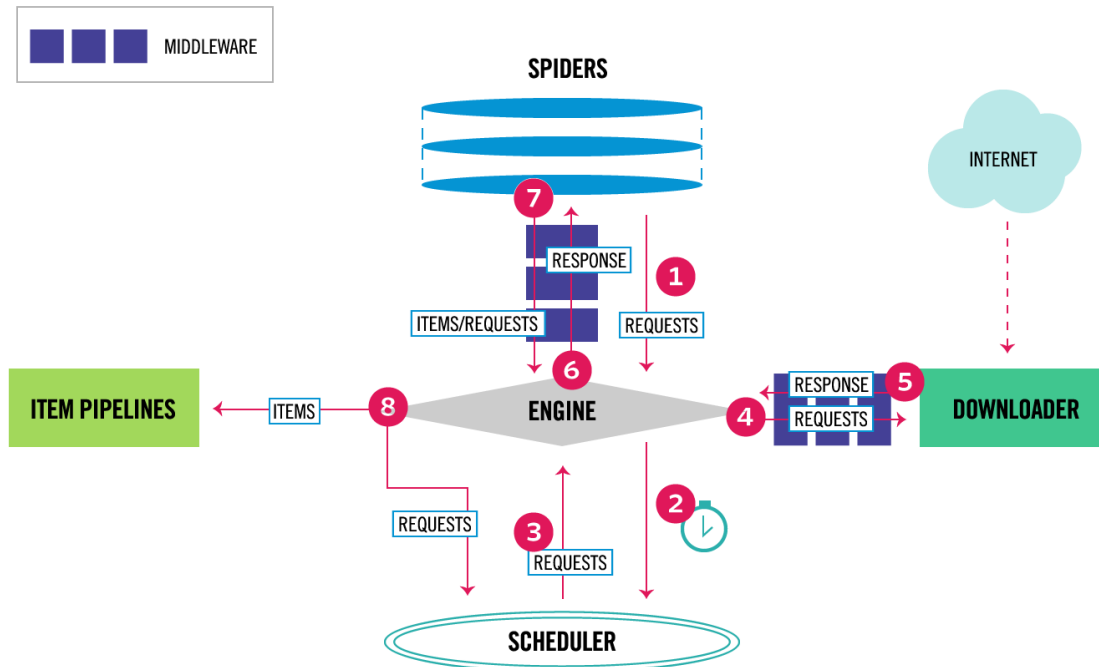 MIDDLEWARE
SPIDERS
INTERNET
7
RESPONSE
1
ITEMS/REQUESTS
REQUESTS
6
RESPONSE
5
ITEM PIPELINES
ITEMS
8
ENGINE
4
REQUESTS
DOWNLOADER
2
REQUESTS
3
REQUESTS
SCHEDULER